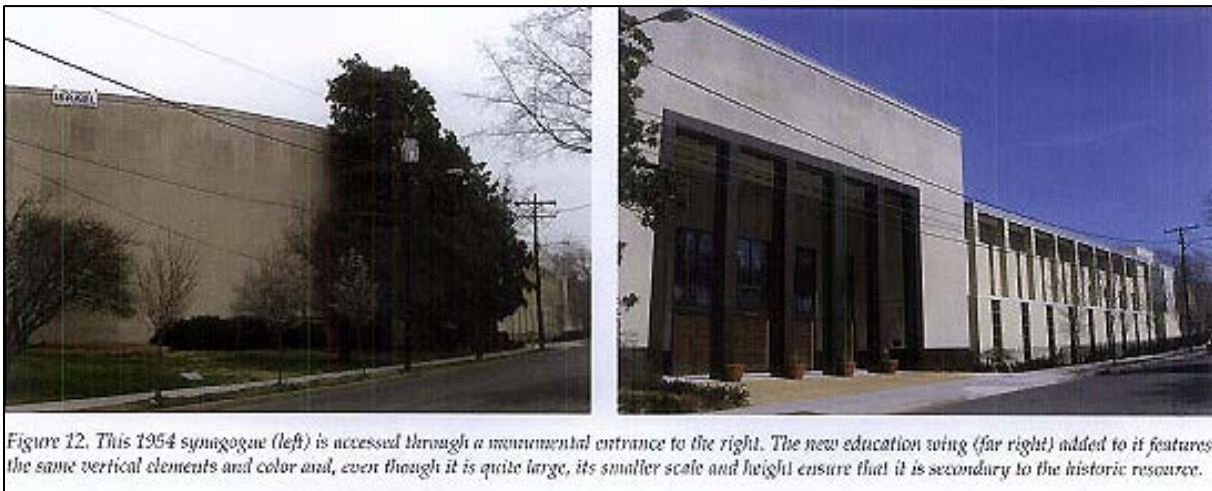 ISRAEL
Figure 12. This 1954 synagogue (left) is accessed through a monumental entrance to the right. The new education wing (far right) added to it features
the same vertical elements and color and, even though it is quite large, its smaller scale and height ensure that it is secondary to the historic resource.